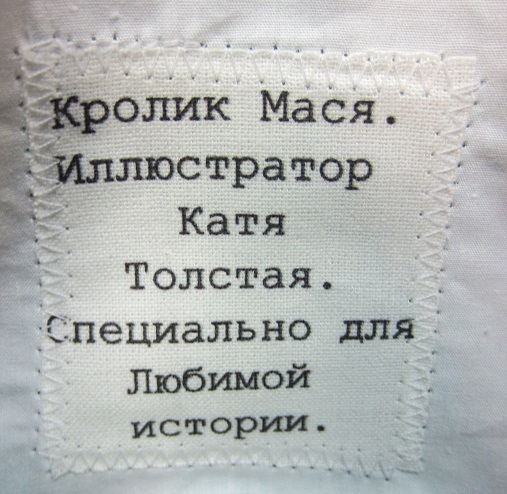 Кролик Мася.
Иллюстратор
Катя
Толстая.
Специально для
Любимой
истории.